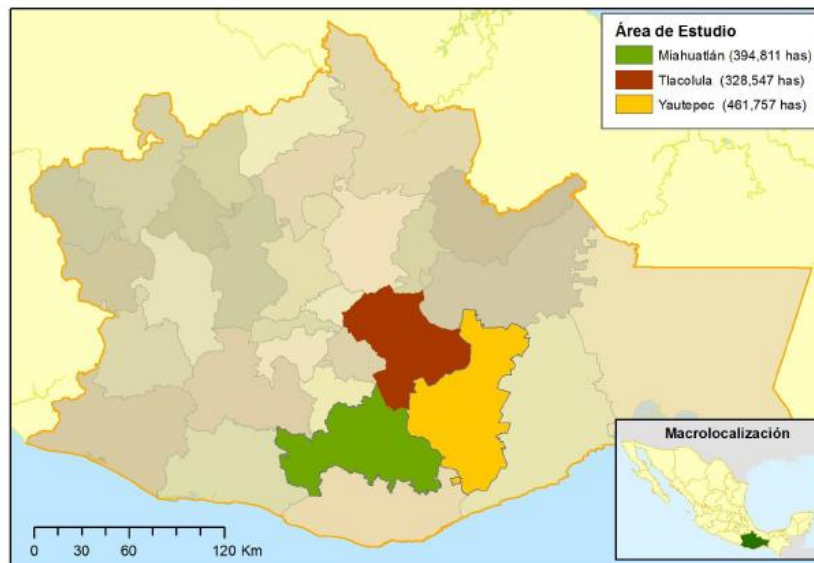 Área de Estudio
Miahuatlán (394,811 has)
Tlacolula (328,547 has)
Yautepec (461,757 has)
Macrolocalización
0 30 60 120 Km